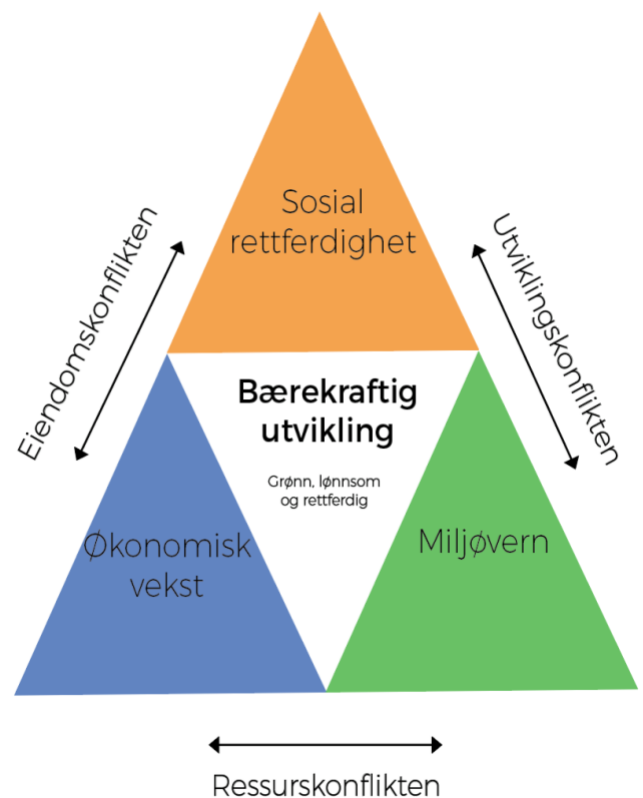 Sosial
rettferdighet
Eiendomskonflikten
Utviklingskonflikten
Bærekraftig
utvikling
Grønn, lønnsom
og rettferdig
Økonomisk
vekst
Miljøvern
Ressurskonflikten